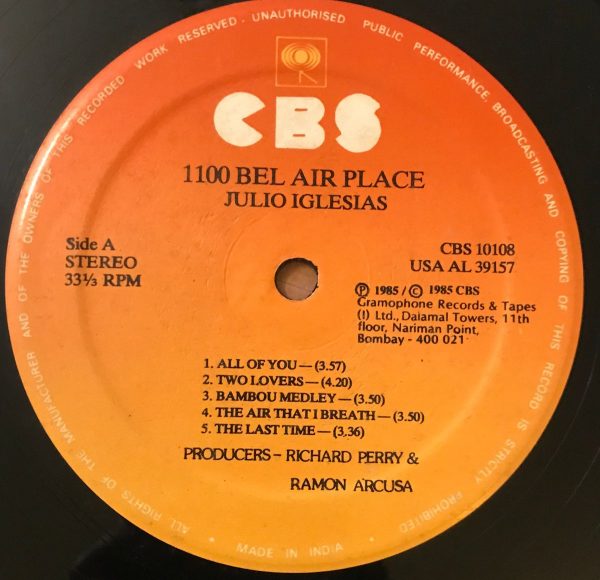 CBS
1100 BEL AIR PLACE
JULIO IGLESIAS
Side A
STEREO
33⅓ RPM
CBS 10108
USA AL 39157
Ⓟ 1985 / © 1985 CBS
Gramophone Records & Tapes
(I) Ltd., Daiamal Towers, 11th
floor, Nariman Point,
Bombay - 400 021
1. ALL OF YOU — (3.57)
2. TWO LOVERS — (4.20)
3. BAMBOU MEDLEY — (3.50)
4. THE AIR THAT I BREATH — (3.50)
5. THE LAST TIME — (3.36)
PRODUCERS - RICHARD PERRY &
RAMON ARCUSA
ALL RIGHTS OF THE MANUFACTURER AND OF THE OWNERS OF THIS RECORDED WORK RESERVED. UNAUTHORISED PUBLIC PERFORMANCE, BROADCASTING AND COPYING OF THIS RECORD IS STRICTLY PROHIBITED
• MADE IN INDIA •